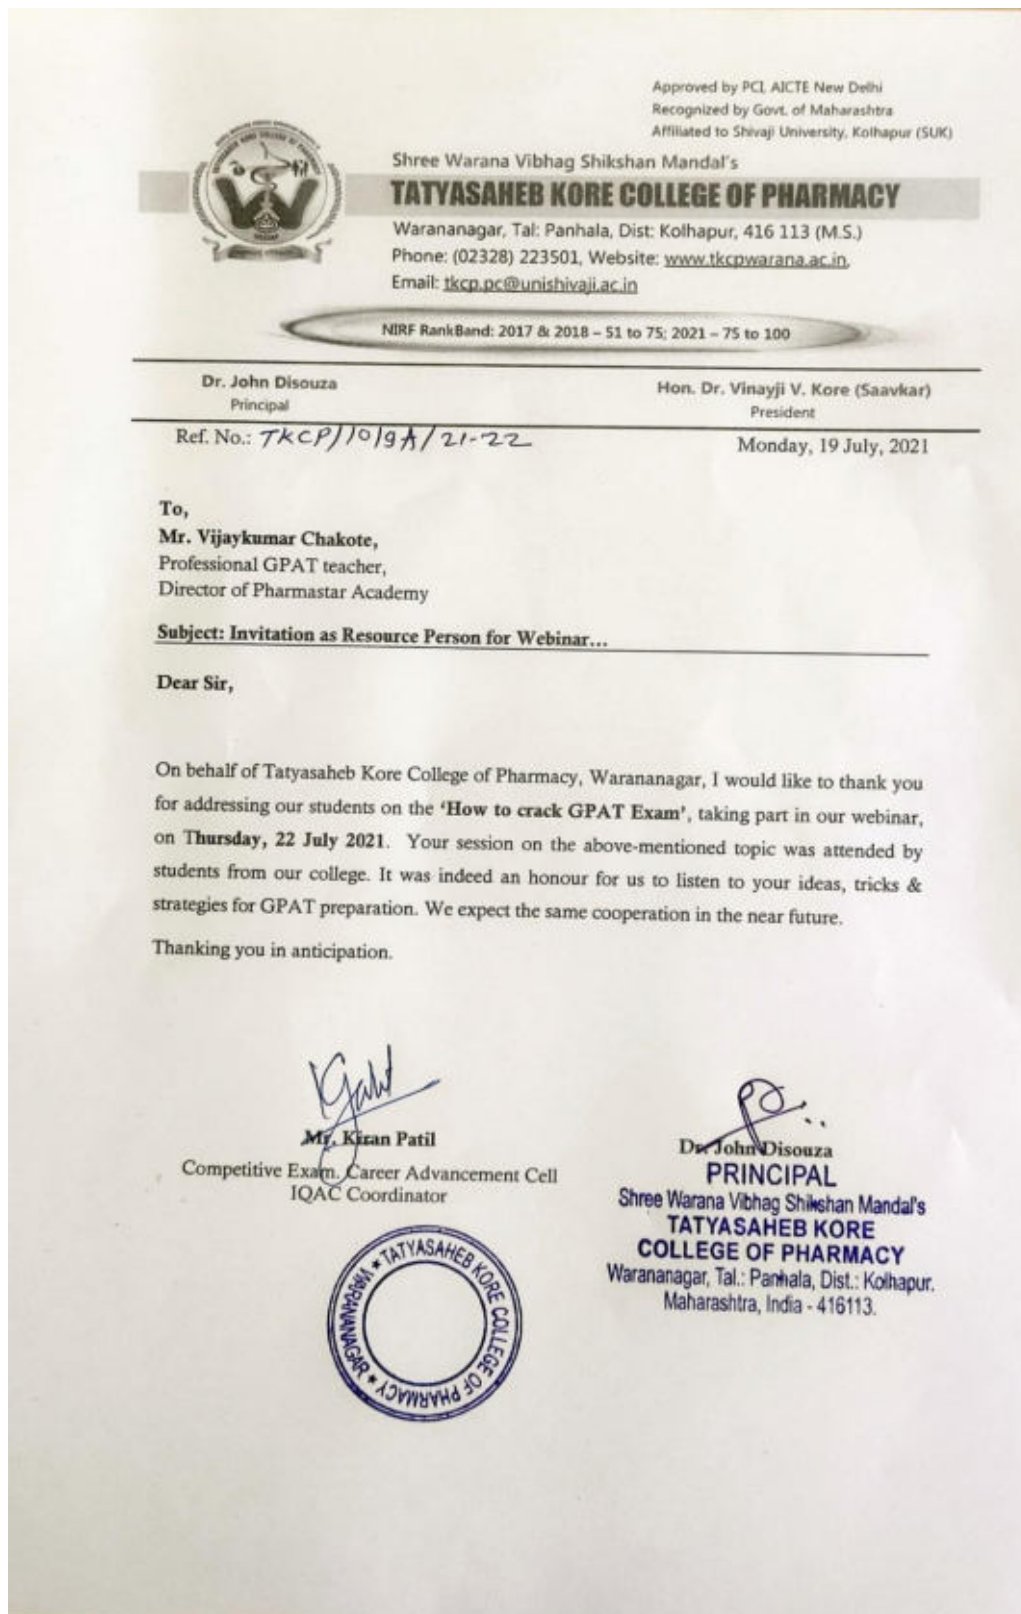 Approved by PCI, AICTE New Delhi
Recognized by Govt. of Maharashtra
Affiliated to Shivaji University, Kolhapur (SUK)
Shree Warana Vibhag Shikshan Mandal's
TATYASAHEB KORE COLLEGE OF PHARMACY
Warananagar, Tal: Panhala, Dist: Kolhapur, 416 113 (M.S.)
Phone: (02328) 223501, Website: www.tkcpwarana.ac.in,
Email: tkcp.pc@unishivaji.ac.in
NIRF RankBand: 2017 & 2018 – 51 to 75; 2021 – 75 to 100
Dr. John Disouza
Principal
Hon. Dr. Vinayji V. Kore (Saavkar)
President
Ref. No.: TKCP/1019A/21-22
Monday, 19 July, 2021
To,
Mr. Vijaykumar Chakote,
Professional GPAT teacher,
Director of Pharmastar Academy
Subject: Invitation as Resource Person for Webinar...
Dear Sir,
On behalf of Tatyasaheb Kore College of Pharmacy, Warananagar, I would like to thank you
for addressing our students on the ‘How to crack GPAT Exam’, taking part in our webinar,
on Thursday, 22 July 2021. Your session on the above-mentioned topic was attended by
students from our college. It was indeed an honour for us to listen to your ideas, tricks &
strategies for GPAT preparation. We expect the same cooperation in the near future.
Thanking you in anticipation.
Mr. Kiran Patil
Competitive Exam. Career Advancement Cell
IQAC Coordinator
Dr. John Disouza
PRINCIPAL
Shree Warana Vibhag Shikshan Mandal's
TATYASAHEB KORE
COLLEGE OF PHARMACY
Warananagar, Tal.: Panhala, Dist.: Kolhapur.
Maharashtra, India - 416113.
★ TATYASAHEB KORE COLLEGE OF PHARMACY ★ WARANANAGAR